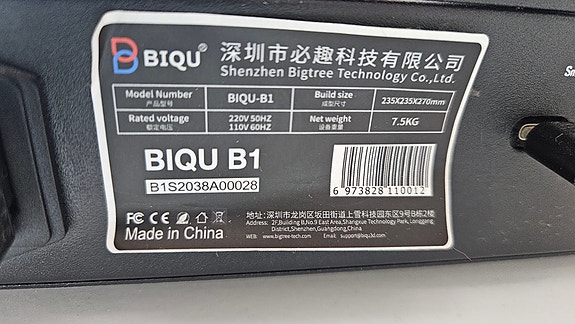 BIQU® 深圳市必趣科技有限公司
Shenzhen Bigtree Technology Co.,Ltd.
Model Number BIQU-B1 Build size 235X235X270mm
产品型号 成型尺寸
Rated voltage 220V 50HZ Net weight 7.5KG
额定电压 110V 60HZ 设备重量
BIQU B1
B1S2038A00028
6 973828 110012
FC CE
Made in China
地址: 深圳市龙岗区坂田街道上雪科技园东区9号B栋2楼
Address: 2F,Building B,No.9 East Area,Shangxue Technology Park, Longgang
District,Shenzhen,Guangdong,China
WEB: www.bigtree-tech.com Email: support@biqu3d.com